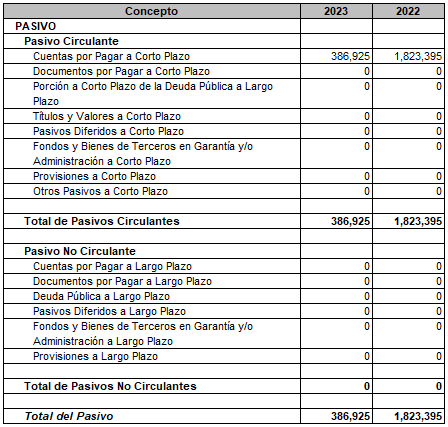 Concepto 2023 2022
PASIVO
Pasivo Circulante
Cuentas por Pagar a Corto Plazo 386,925 1,823,395
Documentos por Pagar a Corto Plazo 0 0
Porción a Corto Plazo de la Deuda Pública a Largo 0 0
Plazo
Títulos y Valores a Corto Plazo 0 0
Pasivos Diferidos a Corto Plazo 0 0
Fondos y Bienes de Terceros en Garantía y/o 0 0
Administración a Corto Plazo
Provisiones a Corto Plazo 0 0
Otros Pasivos a Corto Plazo 0 0
Total de Pasivos Circulantes 386,925 1,823,395
Pasivo No Circulante
Cuentas por Pagar a Largo Plazo 0 0
Documentos por Pagar a Largo Plazo 0 0
Deuda Pública a Largo Plazo 0 0
Pasivos Diferidos a Largo Plazo 0 0
Fondos y Bienes de Terceros en Garantía y/o 0 0
Administración a Largo Plazo
Provisiones a Largo Plazo 0 0
Total de Pasivos No Circulantes 0 0
Total del Pasivo 386,925 1,823,395